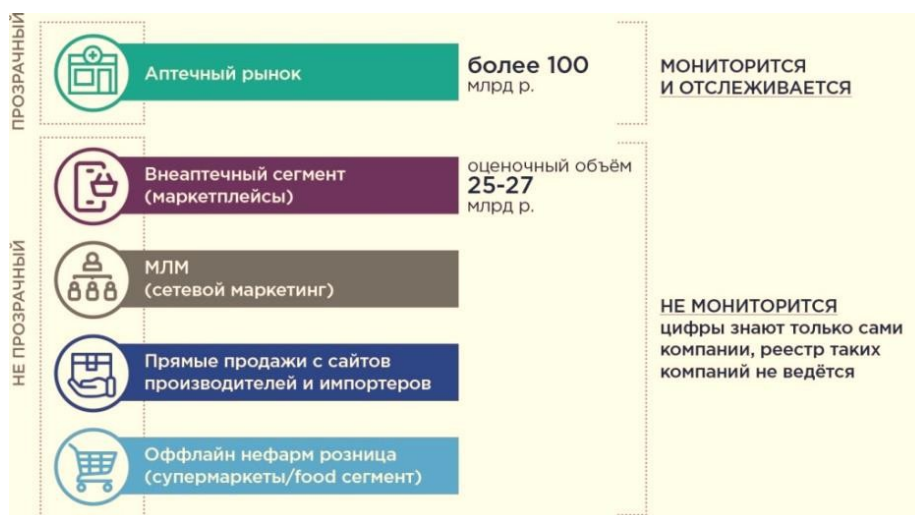 ПРОЗРАЧНЫЙ
Аптечный рынок
более 100
млрд р.
МОНИТОРИТСЯ
И ОТСЛЕЖИВАЕТСЯ
НЕ ПРОЗРАЧНЫЙ
Внеаптечный сегмент
(маркетплейсы)
оценочный объём
25-27
млрд р.
МЛМ
(сетевой маркетинг)
Прямые продажи с сайтов
производителей и импортеров
Оффлайн нефарм розница
(супермаркеты/food сегмент)
НЕ МОНИТОРИТСЯ
цифры знают только сами
компании, реестр таких
компаний не ведётся